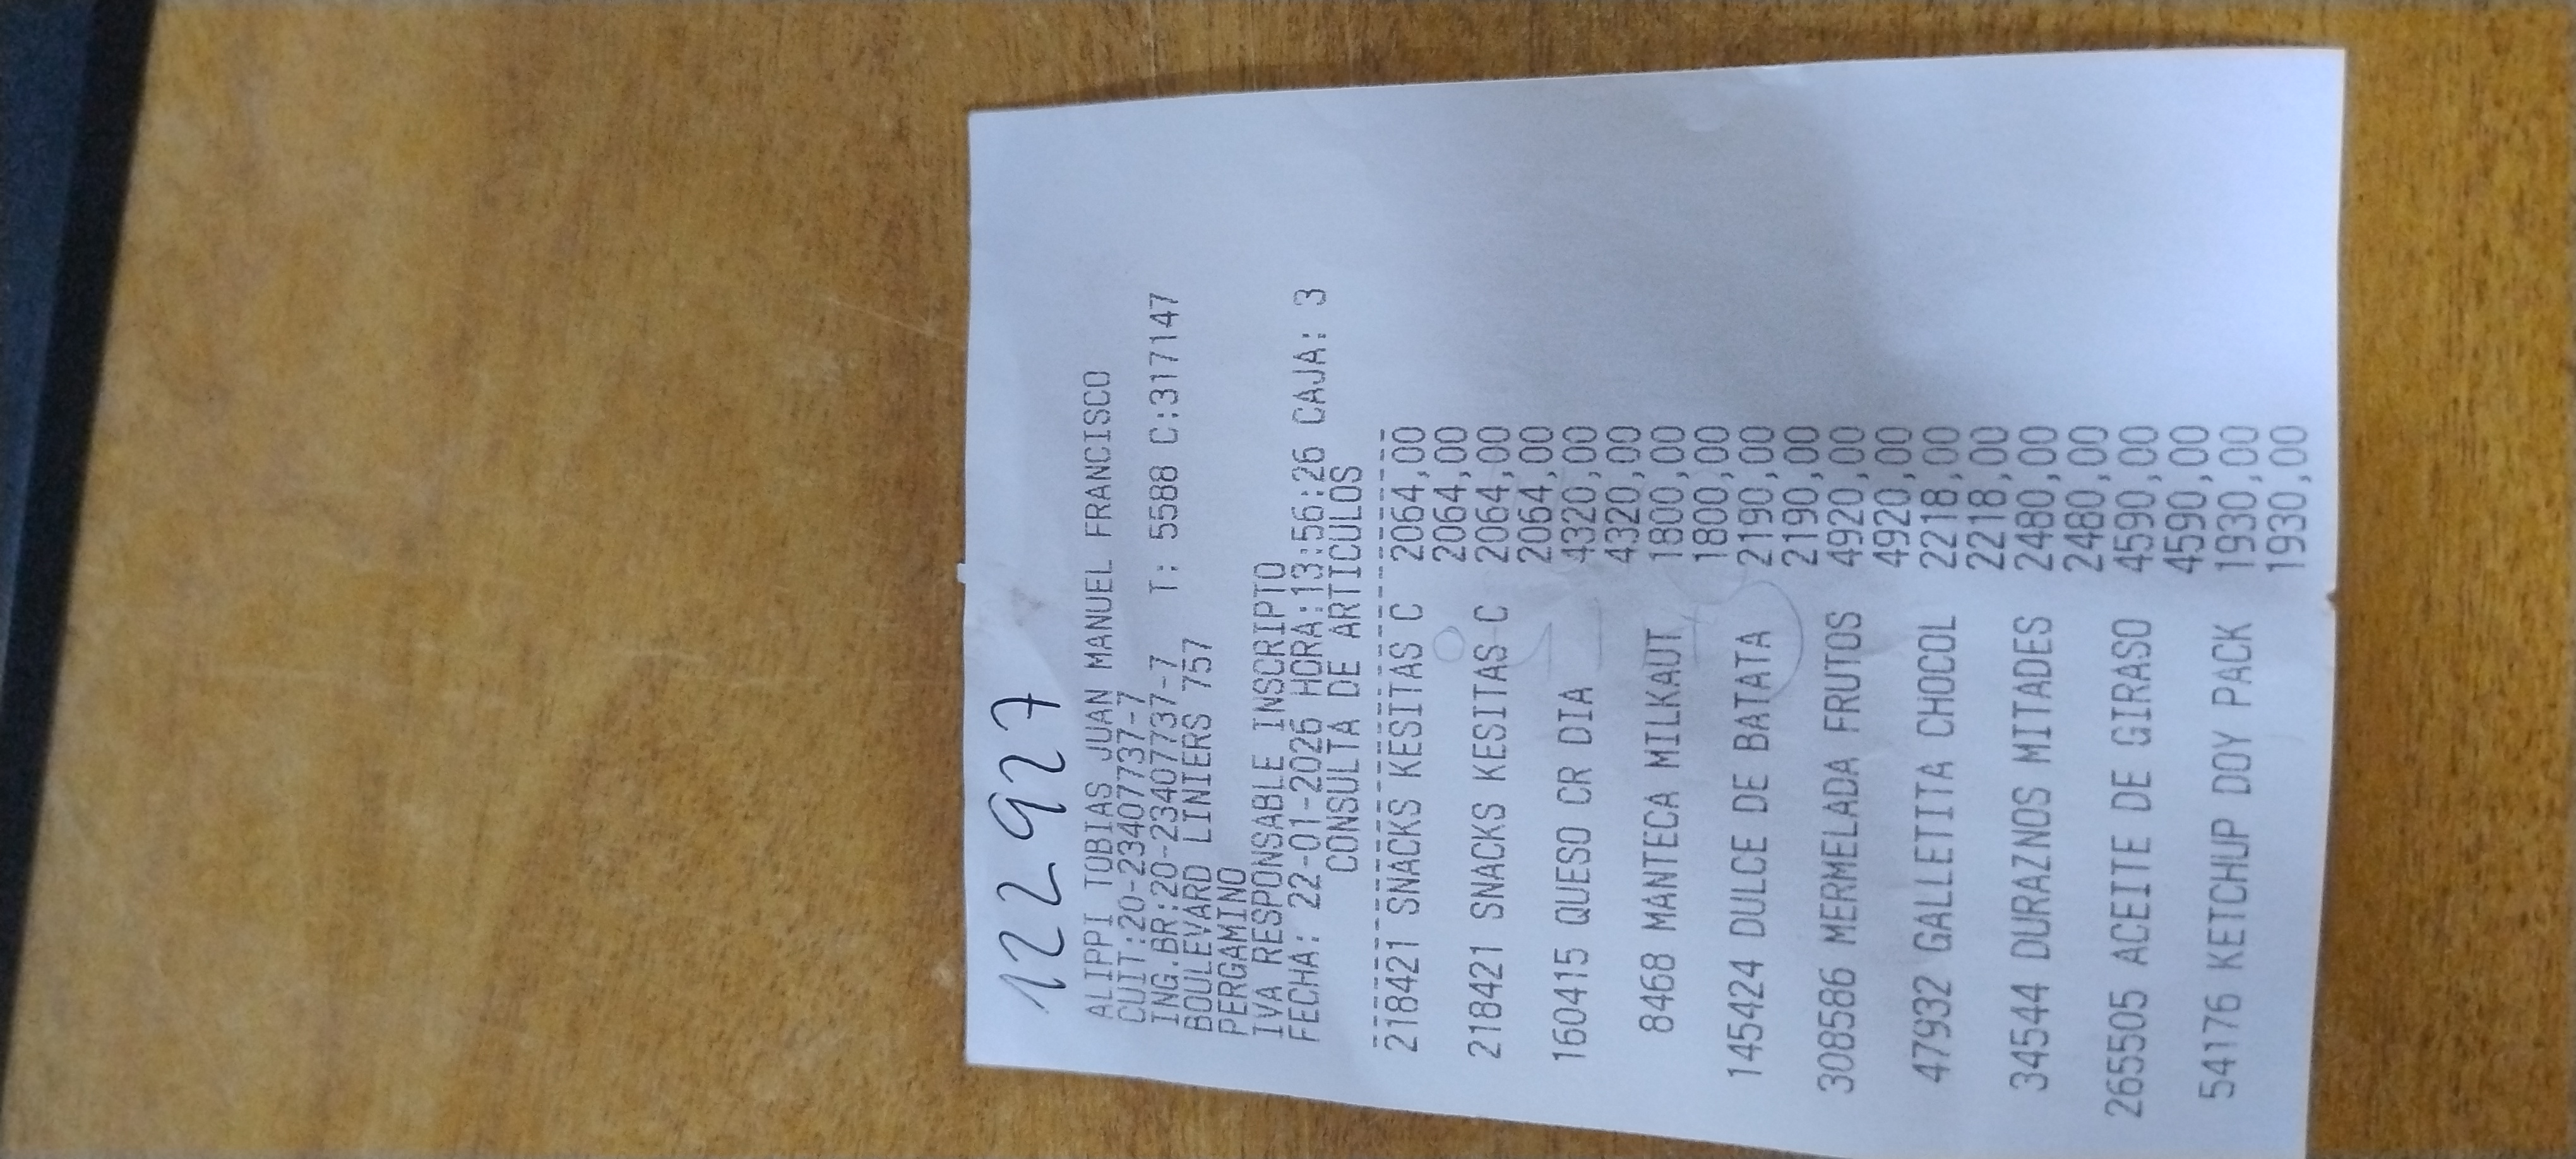 122927
ALIPPI TOBIAS JUAN MANUEL FRANCISCO
CUIT:20-23407737-7
ING.BR:20-23407737-7 T: 5588 C:317147
BOULEVARD LINIERS 757
PERGAMINO
IVA RESPONSABLE INSCRIPTO
FECHA: 22-01-2026 HORA:13:56:26 CAJA: 3
CONSULTA DE ARTICULOS
218421 SNACKS KESITAS C 2064,00
2064,00
218421 SNACKS KESITAS C 2064,00
2064,00
160415 QUESO CR DIA 4320,00
4320,00
8468 MANTECA MILKAUT 1800,00
1800,00
145424 DULCE DE BATATA 2190,00
2190,00
308586 MERMELADA FRUTOS 4920,00
4920,00
47932 GALLETITA CHOCOL 2218,00
2218,00
34544 DURAZNOS MITADES 2480,00
2480,00
265505 ACEITE DE GIRASO 4590,00
4590,00
54176 KETCHUP DOY PACK 1930,00
1930,00